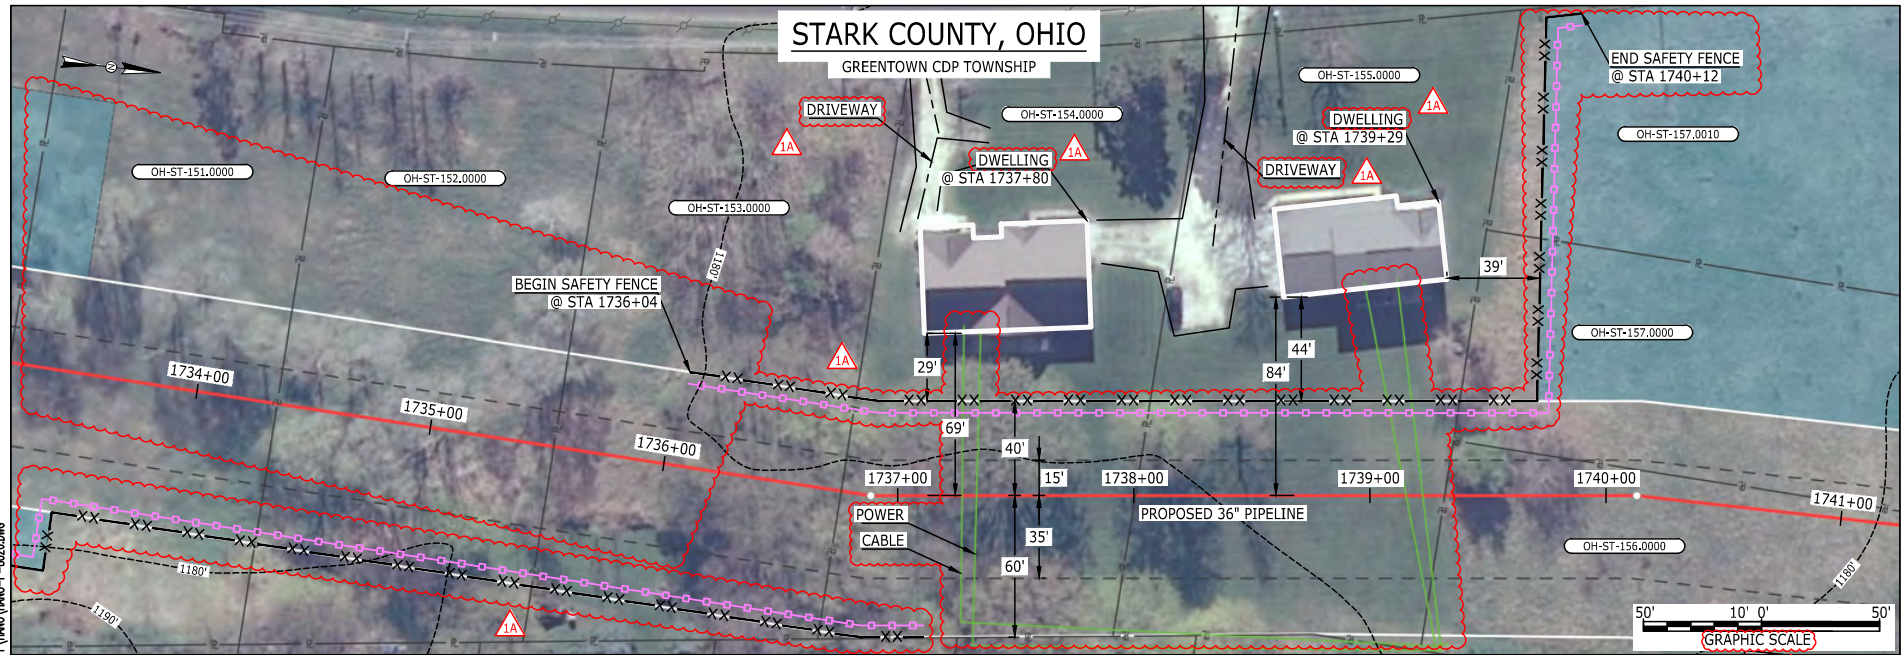 STARK COUNTY, OHIO
GREENTOWN CDP TOWNSHIP
N
END SAFETY FENCE
@ STA 1740+12
OH-ST-155.0000
DRIVEWAY
1A
OH-ST-154.0000
DWELLING
@ STA 1739+29
1A
OH-ST-157.0010
1A
DWELLING
@ STA 1737+80
DRIVEWAY
1A
OH-ST-151.0000
OH-ST-152.0000
OH-ST-153.0000
1180'
39'
BEGIN SAFETY FENCE
@ STA 1736+04
OH-ST-157.0000
1A
29'
44'
84'
1734+00
1735+00
1736+00
69'
40'
15'
1737+00
1738+00
1739+00
1740+00
1741+00
POWER
CABLE
PROPOSED 36" PIPELINE
35'
60'
OH-ST-156.0000
1180'
1180'
1190'
1A
50'
10'
0'
50'
GRAPHIC SCALE